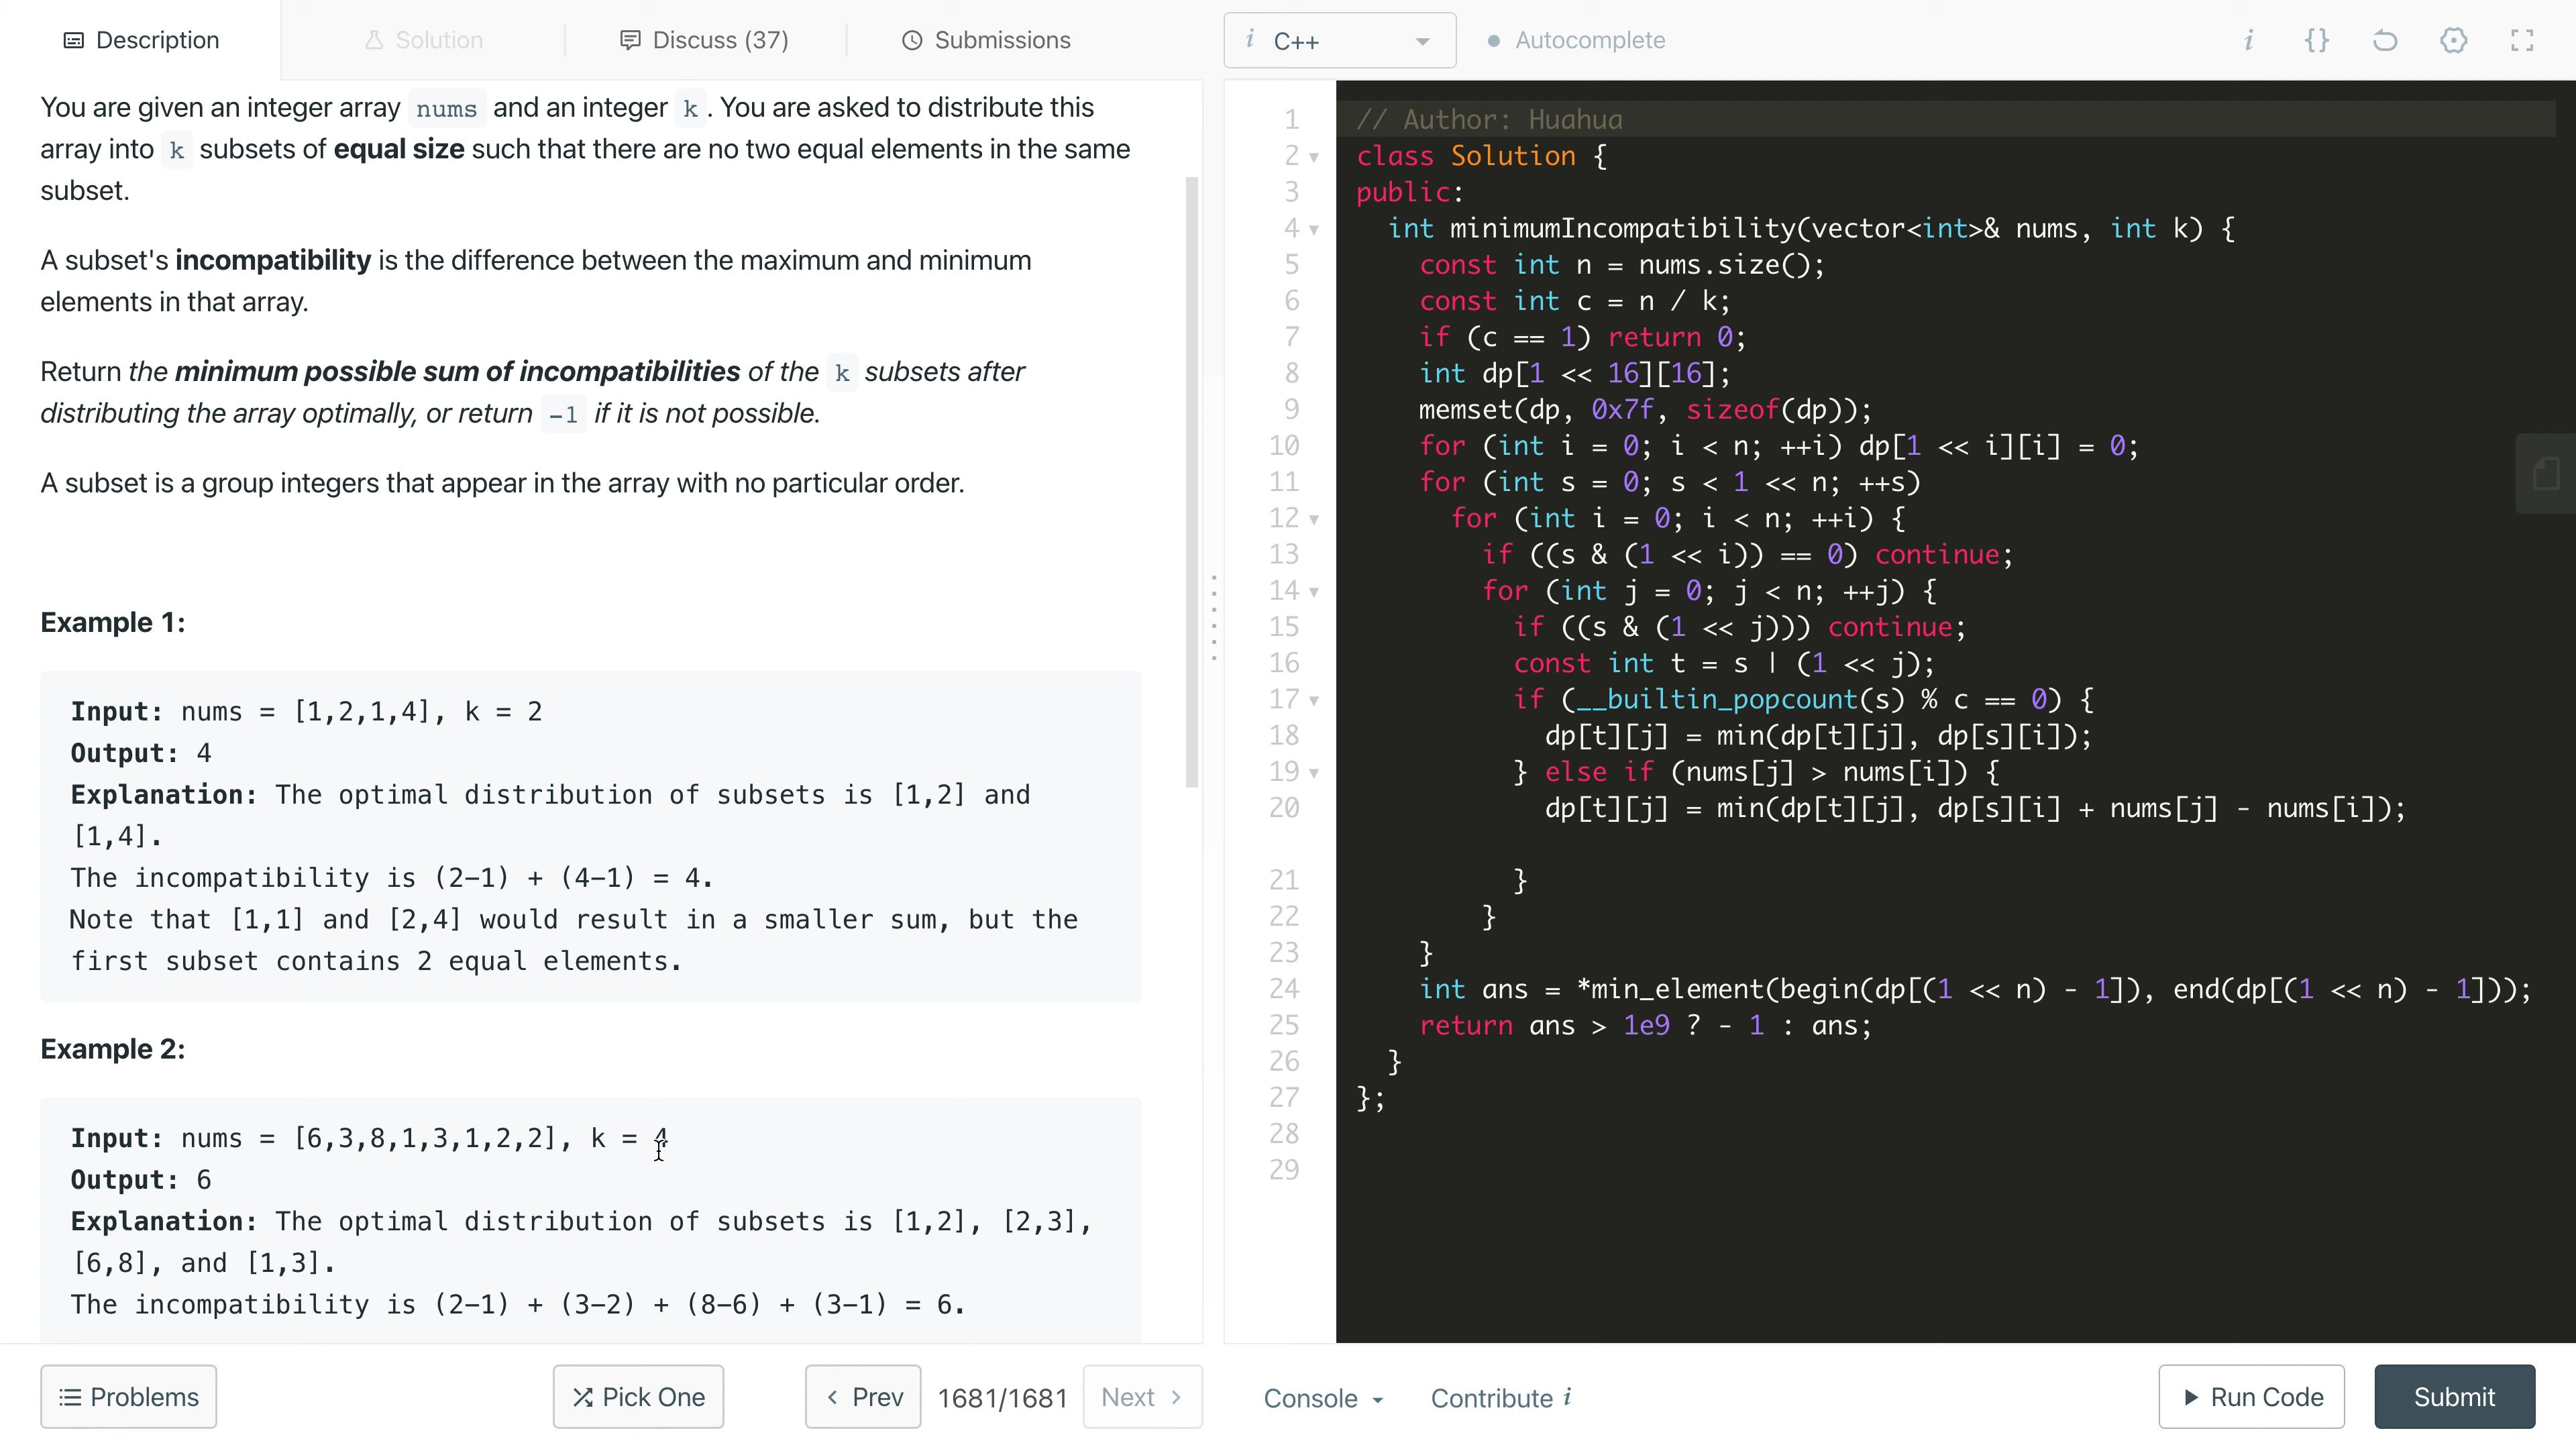 Description
Solution
Discuss (37)
Submissions
i C++
Autocomplete
i {}
You are given an integer array nums and an integer k . You are asked to distribute this
array into k subsets of equal size such that there are no two equal elements in the same
subset.
A subset's incompatibility is the difference between the maximum and minimum
elements in that array.
Return the minimum possible sum of incompatibilities of the k subsets after
distributing the array optimally, or return -1 if it is not possible.
A subset is a group integers that appear in the array with no particular order.
Example 1:
Input: nums = [1,2,1,4], k = 2
Output: 4
Explanation: The optimal distribution of subsets is [1,2] and
[1,4].
The incompatibility is (2-1) + (4-1) = 4.
Note that [1,1] and [2,4] would result in a smaller sum, but the
first subset contains 2 equal elements.
Example 2:
Input: nums = [6,3,8,1,3,1,2,2], k = 4
Output: 6
Explanation: The optimal distribution of subsets is [1,2], [2,3],
[6,8], and [1,3].
The incompatibility is (2-1) + (3-2) + (8-6) + (3-1) = 6.
1 // Author: Huahua
2 class Solution {
3 public:
4   int minimumIncompatibility(vector<int>& nums, int k) {
5     const int n = nums.size();
6     const int c = n / k;
7     if (c == 1) return 0;
8     int dp[1 << 16][16];
9     memset(dp, 0x7f, sizeof(dp));
10     for (int i = 0; i < n; ++i) dp[1 << i][i] = 0;
11     for (int s = 0; s < 1 << n; ++s)
12       for (int i = 0; i < n; ++i) {
13         if ((s & (1 << i)) == 0) continue;
14         for (int j = 0; j < n; ++j) {
15           if ((s & (1 << j))) continue;
16           const int t = s | (1 << j);
17           if (__builtin_popcount(s) % c == 0) {
18             dp[t][j] = min(dp[t][j], dp[s][i]);
19           } else if (nums[j] > nums[i]) {
20             dp[t][j] = min(dp[t][j], dp[s][i] + nums[j] - nums[i]);
21           }
22         }
23     }
24     int ans = *min_element(begin(dp[(1 << n) - 1]), end(dp[(1 << n) - 1]));
25     return ans > 1e9 ? - 1 : ans;
26   }
27 };
28
29
Problems
Pick One
< Prev
1681/1681
Next >
Console
Contribute i
Run Code
Submit